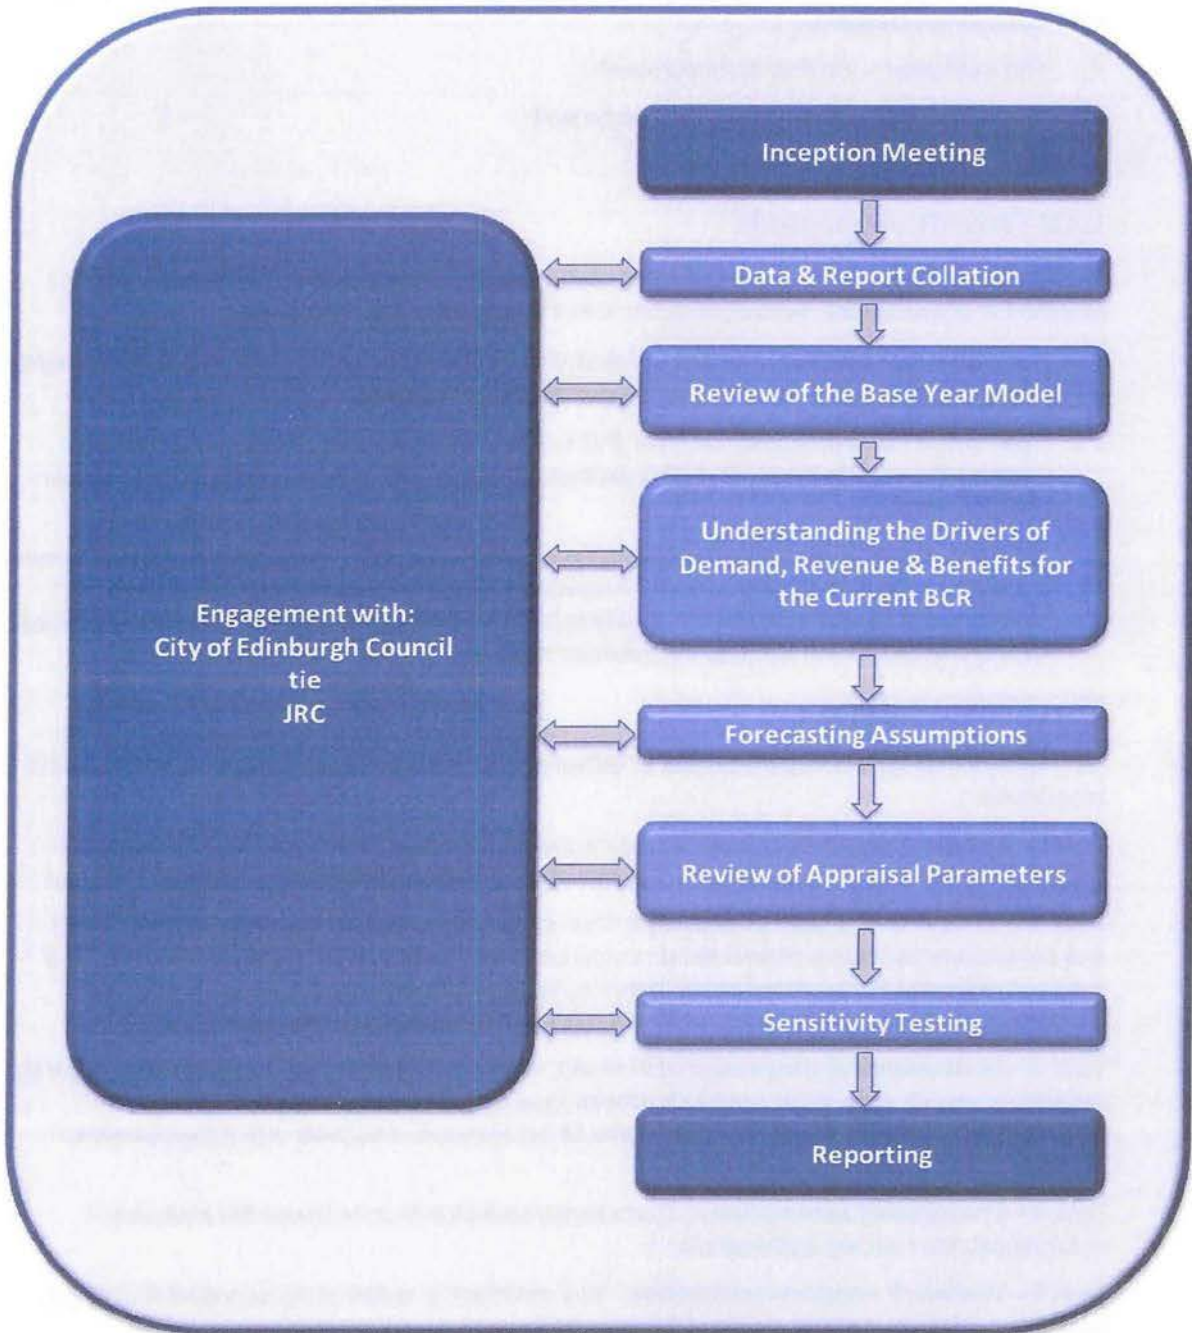 Inception Meeting
Data & Report Collation
Review of the Base Year Model
Understanding the Drivers of
Demand, Revenue & Benefits for
the Current BCR
Engagement with:
City of Edinburgh Council
tie
JRC
Forecasting Assumptions
Review of Appraisal Parameters
Sensitivity Testing
Reporting